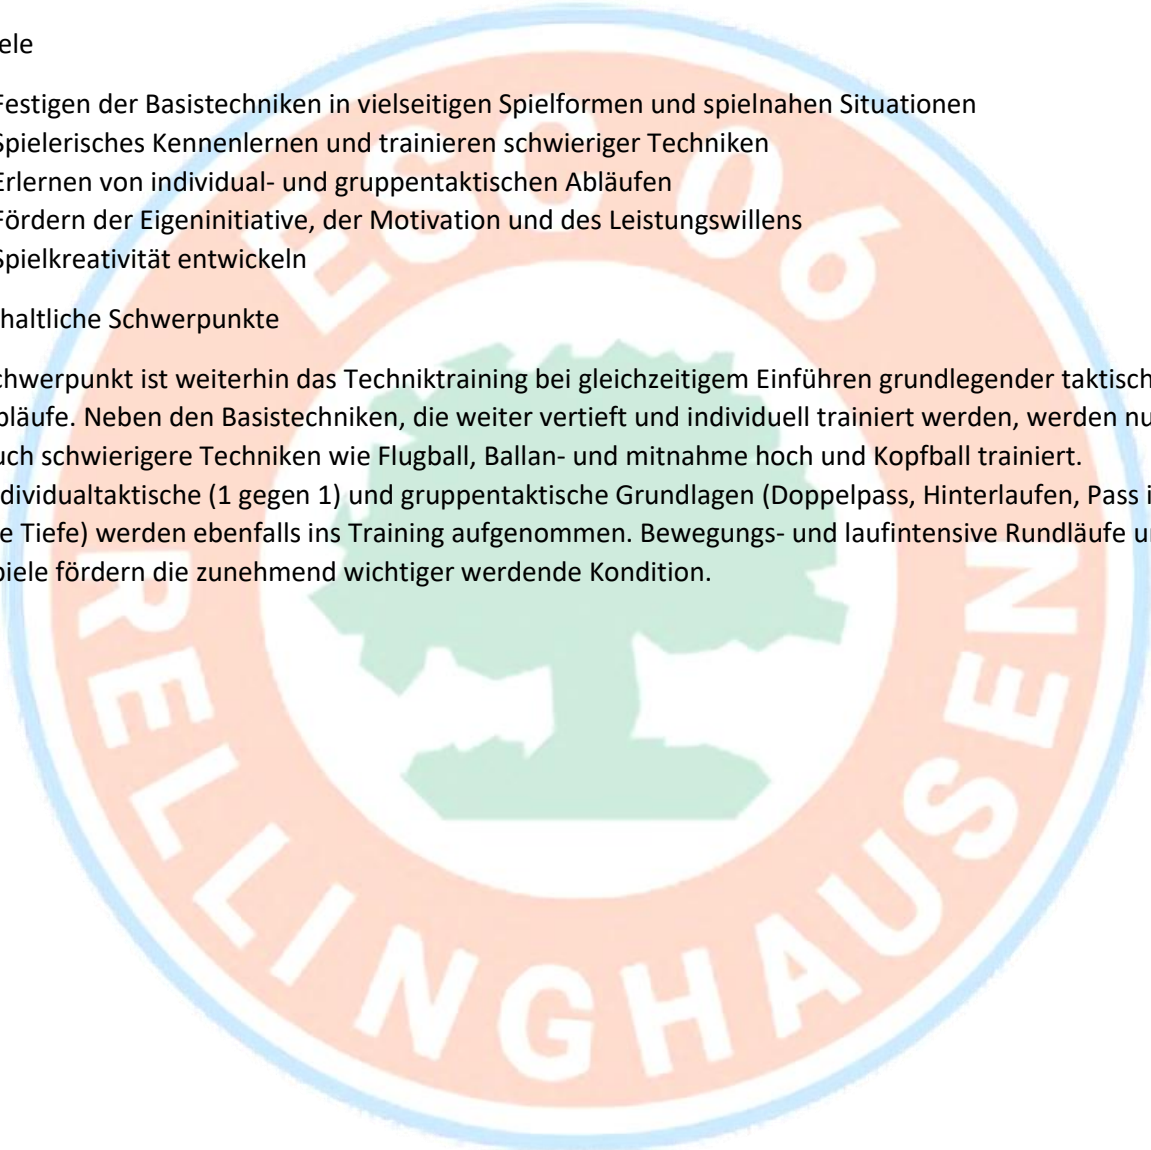 ele
Festigen der Basistechniken in vielseitigen Spielformen und spielnahen Situationen
Spielerisches Kennenlernen und trainieren schwieriger Techniken
Erlernen von individual- und gruppentaktischen Abläufen
Fördern der Eigeninitiative, der Motivation und des Leistungswillens
Spielkreativität entwickeln
haltliche Schwerpunkte
chwerpunkt ist weiterhin das Techniktraining bei gleichzeitigem Einführen grundlegender taktisch
bläufe. Neben den Basistechniken, die weiter vertieft und individuell trainiert werden, werden nu
uch schwierigere Techniken wie Flugball, Ballan- und mitnahme hoch und Kopfball trainiert.
dividualtaktische (1 gegen 1) und gruppentaktische Grundlagen (Doppelpass, Hinterlaufen, Pass i
e Tiefe) werden ebenfalls ins Training aufgenommen. Bewegungs- und laufintensive Rundläufe u
piele fördern die zunehmend wichtiger werdende Kondition.
ESC 06
RELLINGHAUSEN